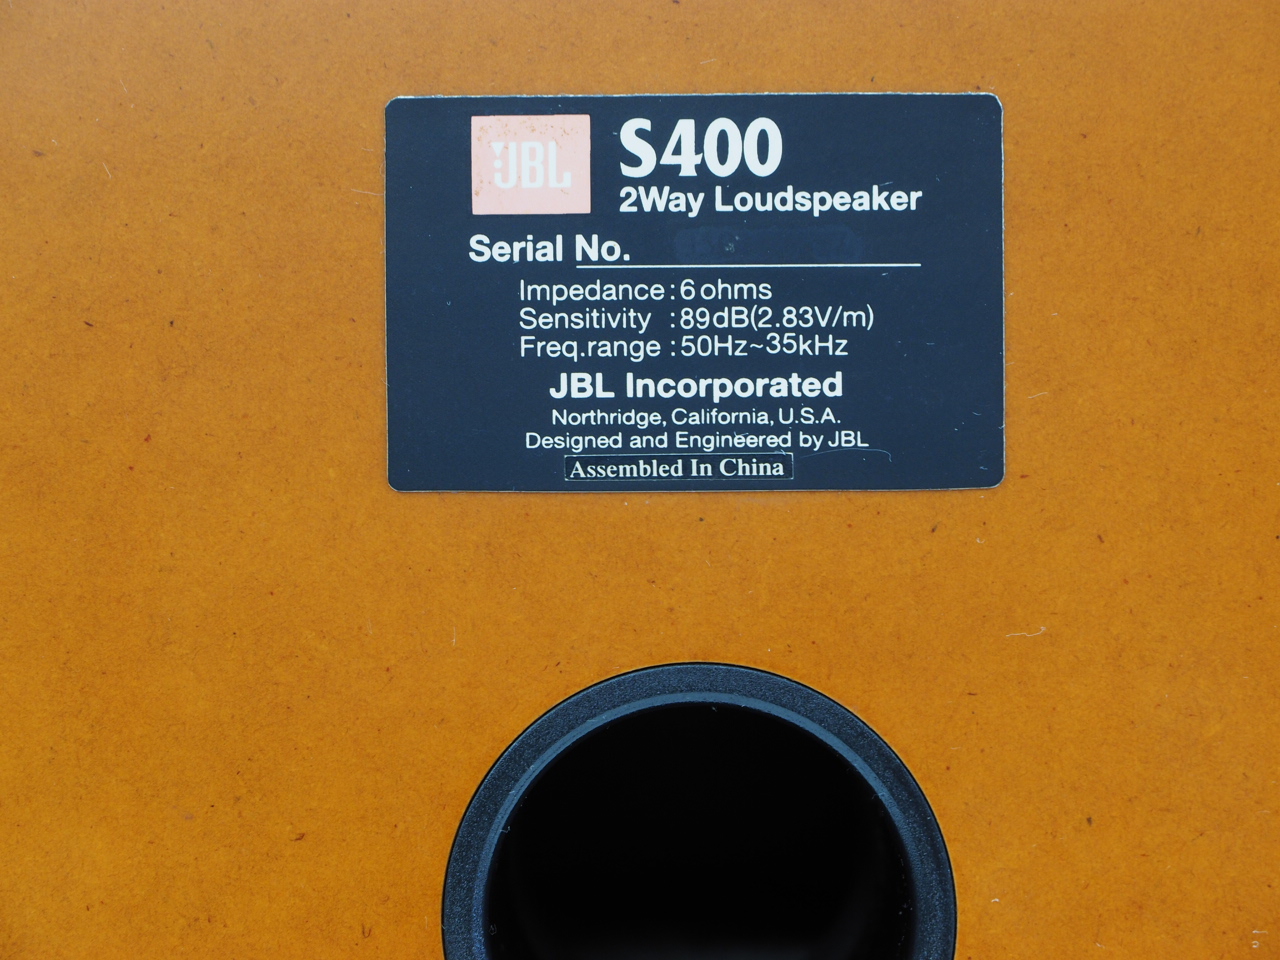 JBL
S400
2Way Loudspeaker
Serial No.
Impedance : 6 ohms
Sensitivity : 89dB(2.83V/m)
Freq.range : 50Hz~35kHz
JBL Incorporated
Northridge, California, U.S.A.
Designed and Engineered by JBL
Assembled In China